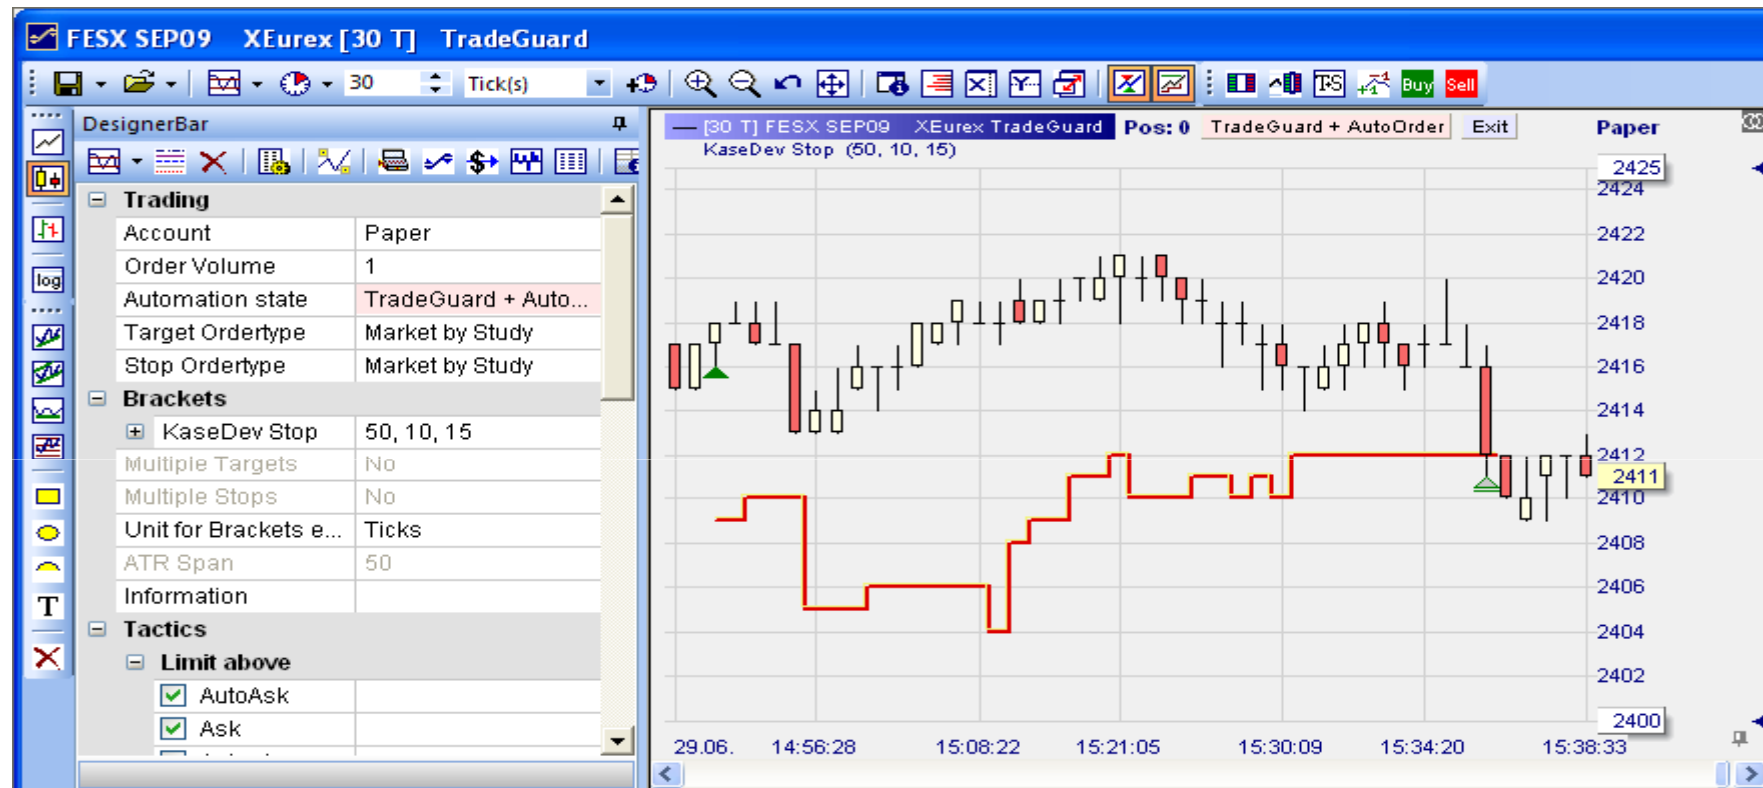 FESX SEP09 XEurex [30 T] TradeGuard
30 Tick(s) T-S +1 Buy Sell
DesignerBar
log
T
Trading
Account Paper
Order Volume 1
Automation state TradeGuard + Auto...
Target Ordertype Market by Study
Stop Ordertype Market by Study
Brackets
KaseDev Stop 50, 10, 15
Multiple Targets No
Multiple Stops No
Unit for Brackets e... Ticks
ATR Span 50
Information
Tactics
Limit above
AutoAsk
Ask
[30 T] FESX SEP09 XEurex TradeGuard Pos: 0 TradeGuard + AutoOrder Exit Paper
KaseDev Stop (50, 10, 15)
2425
2424
2422
2420
2418
2416
2414
2412
2411
2410
2408
2406
2404
2402
2400
29.06. 14:56:28 15:08:22 15:21:05 15:30:09 15:34:20 15:38:33